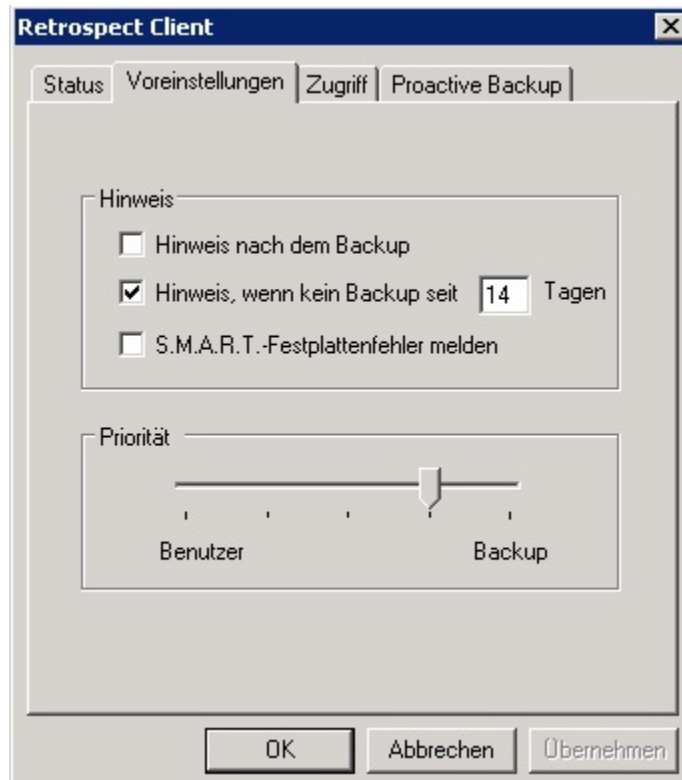 Retrospect Client
Status Voreinstellungen Zugriff Proactive Backup
Hinweis
Hinweis nach dem Backup
Hinweis, wenn kein Backup seit 14 Tagen
S.M.A.R.T.-Festplattenfehler melden
Priorität
Benutzer Backup
OK Abbrechen Übernehmen